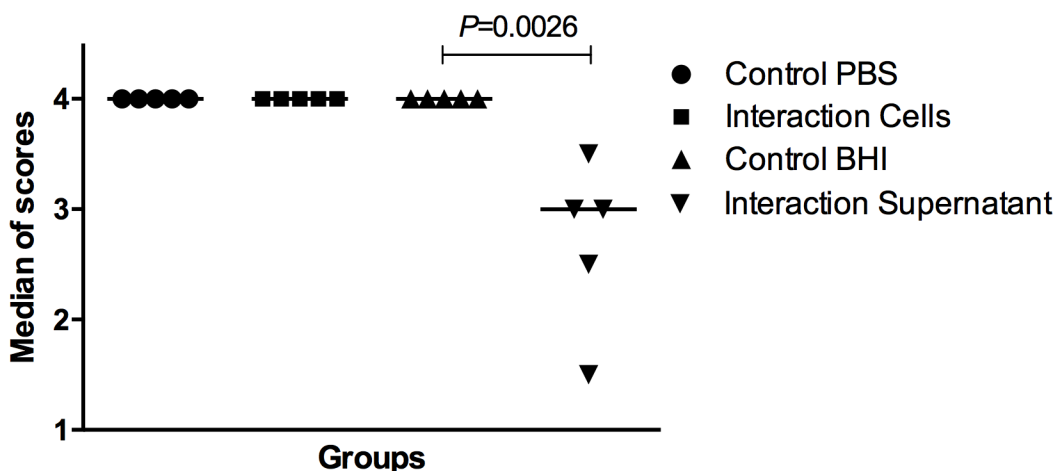 P=0.0026
Control PBS
Interaction Cells
Control BHI
Interaction Supernatant
Median of scores
4
3
2
1
Groups